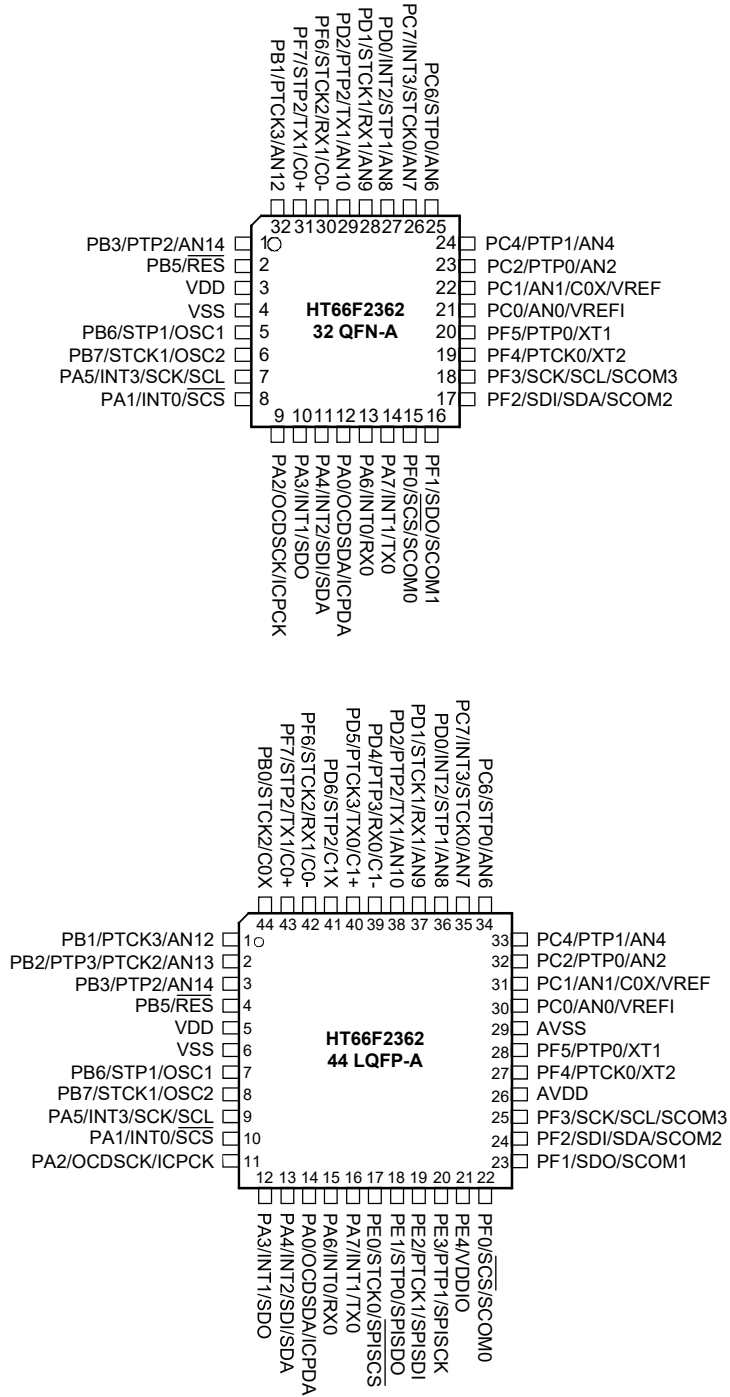 PB1/PTCK3/AN12
PF7/STP2/TX1/C0+
PF6/STCK2/RX1/C0-
PD2/PTP2/TX1/AN10
PD1/STCK1/RX1/AN9
PD0/INT2/STP1/AN8
PC7/INT3/STCK0/AN7
PC6/STP0/AN6
32 31 30 29 28 27 26 25
PB3/PTP2/AN14 1
PB5/RES 2
VDD 3
VSS 4
PB6/STP1/OSC1 5
PB7/STCK1/OSC2 6
PA5/INT3/SCK/SCL 7
PA1/INT0/SCS 8
HT66F2362
32 QFN-A
24 PC4/PTP1/AN4
23 PC2/PTP0/AN2
22 PC1/AN1/C0X/VREF
21 PC0/AN0/VREFI
20 PF5/PTP0/XT1
19 PF4/PTCK0/XT2
18 PF3/SCK/SCL/SCOM3
17 PF2/SDI/SDA/SCOM2
9 10 11 12 13 14 15 16
PA2/OCDSCK/ICPCK
PA3/INT1/SDO
PA4/INT2/SDI/SDA
PA0/OCDSDA/ICPDA
PA6/INT0/RX0
PA7/INT1/TX0
PF0/SCS/SCOM0
PF1/SDO/SCOM1
PB0/STCK2/C0X
PF7/STP2/TX1/C0+
PF6/STCK2/RX1/C0-
PD6/STP2/C1X
PD5/PTCK3/TX0/C1+
PD4/PTP3/RX0/C1-
PD2/PTP2/TX1/AN10
PD1/STCK1/RX1/AN9
PD0/INT2/STP1/AN8
PC7/INT3/STCK0/AN7
PC6/STP0/AN6
44 43 42 41 40 39 38 37 36 35 34
PB1/PTCK3/AN12 1
PB2/PTP3/PTCK2/AN13 2
PB3/PTP2/AN14 3
PB5/RES 4
VDD 5
VSS 6
PB6/STP1/OSC1 7
PB7/STCK1/OSC2 8
PA5/INT3/SCK/SCL 9
PA1/INT0/SCS 10
PA2/OCDSCK/ICPCK 11
HT66F2362
44 LQFP-A
33 PC4/PTP1/AN4
32 PC2/PTP0/AN2
31 PC1/AN1/C0X/VREF
30 PC0/AN0/VREFI
29 AVSS
28 PF5/PTP0/XT1
27 PF4/PTCK0/XT2
26 AVDD
25 PF3/SCK/SCL/SCOM3
24 PF2/SDI/SDA/SCOM2
23 PF1/SDO/SCOM1
12 13 14 15 16 17 18 19 20 21 22
PA3/INT1/SDO
PA4/INT2/SDI/SDA
PA0/OCDSDA/ICPDA
PA6/INT0/RX0
PA7/INT1/TX0
PE0/STCK0/SPISCS
PE1/STP0/SPISDO
PE2/PTCK1/SPISDI
PE3/PTP1/SPISCK
PE4/VDDIO
PF0/SCS/SCOM0